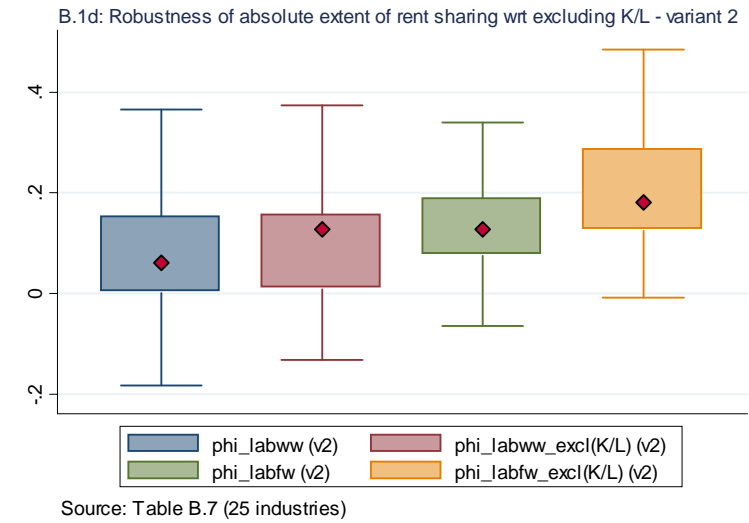 B.1d: Robustness of absolute extent of rent sharing wrt excluding K/L - variant 2
.4
.2
0
-.2
phi_labww (v2) phi_labww_excl(K/L) (v2)
phi_labfw (v2) phi_labfw_excl(K/L) (v2)
Source: Table B.7 (25 industries)